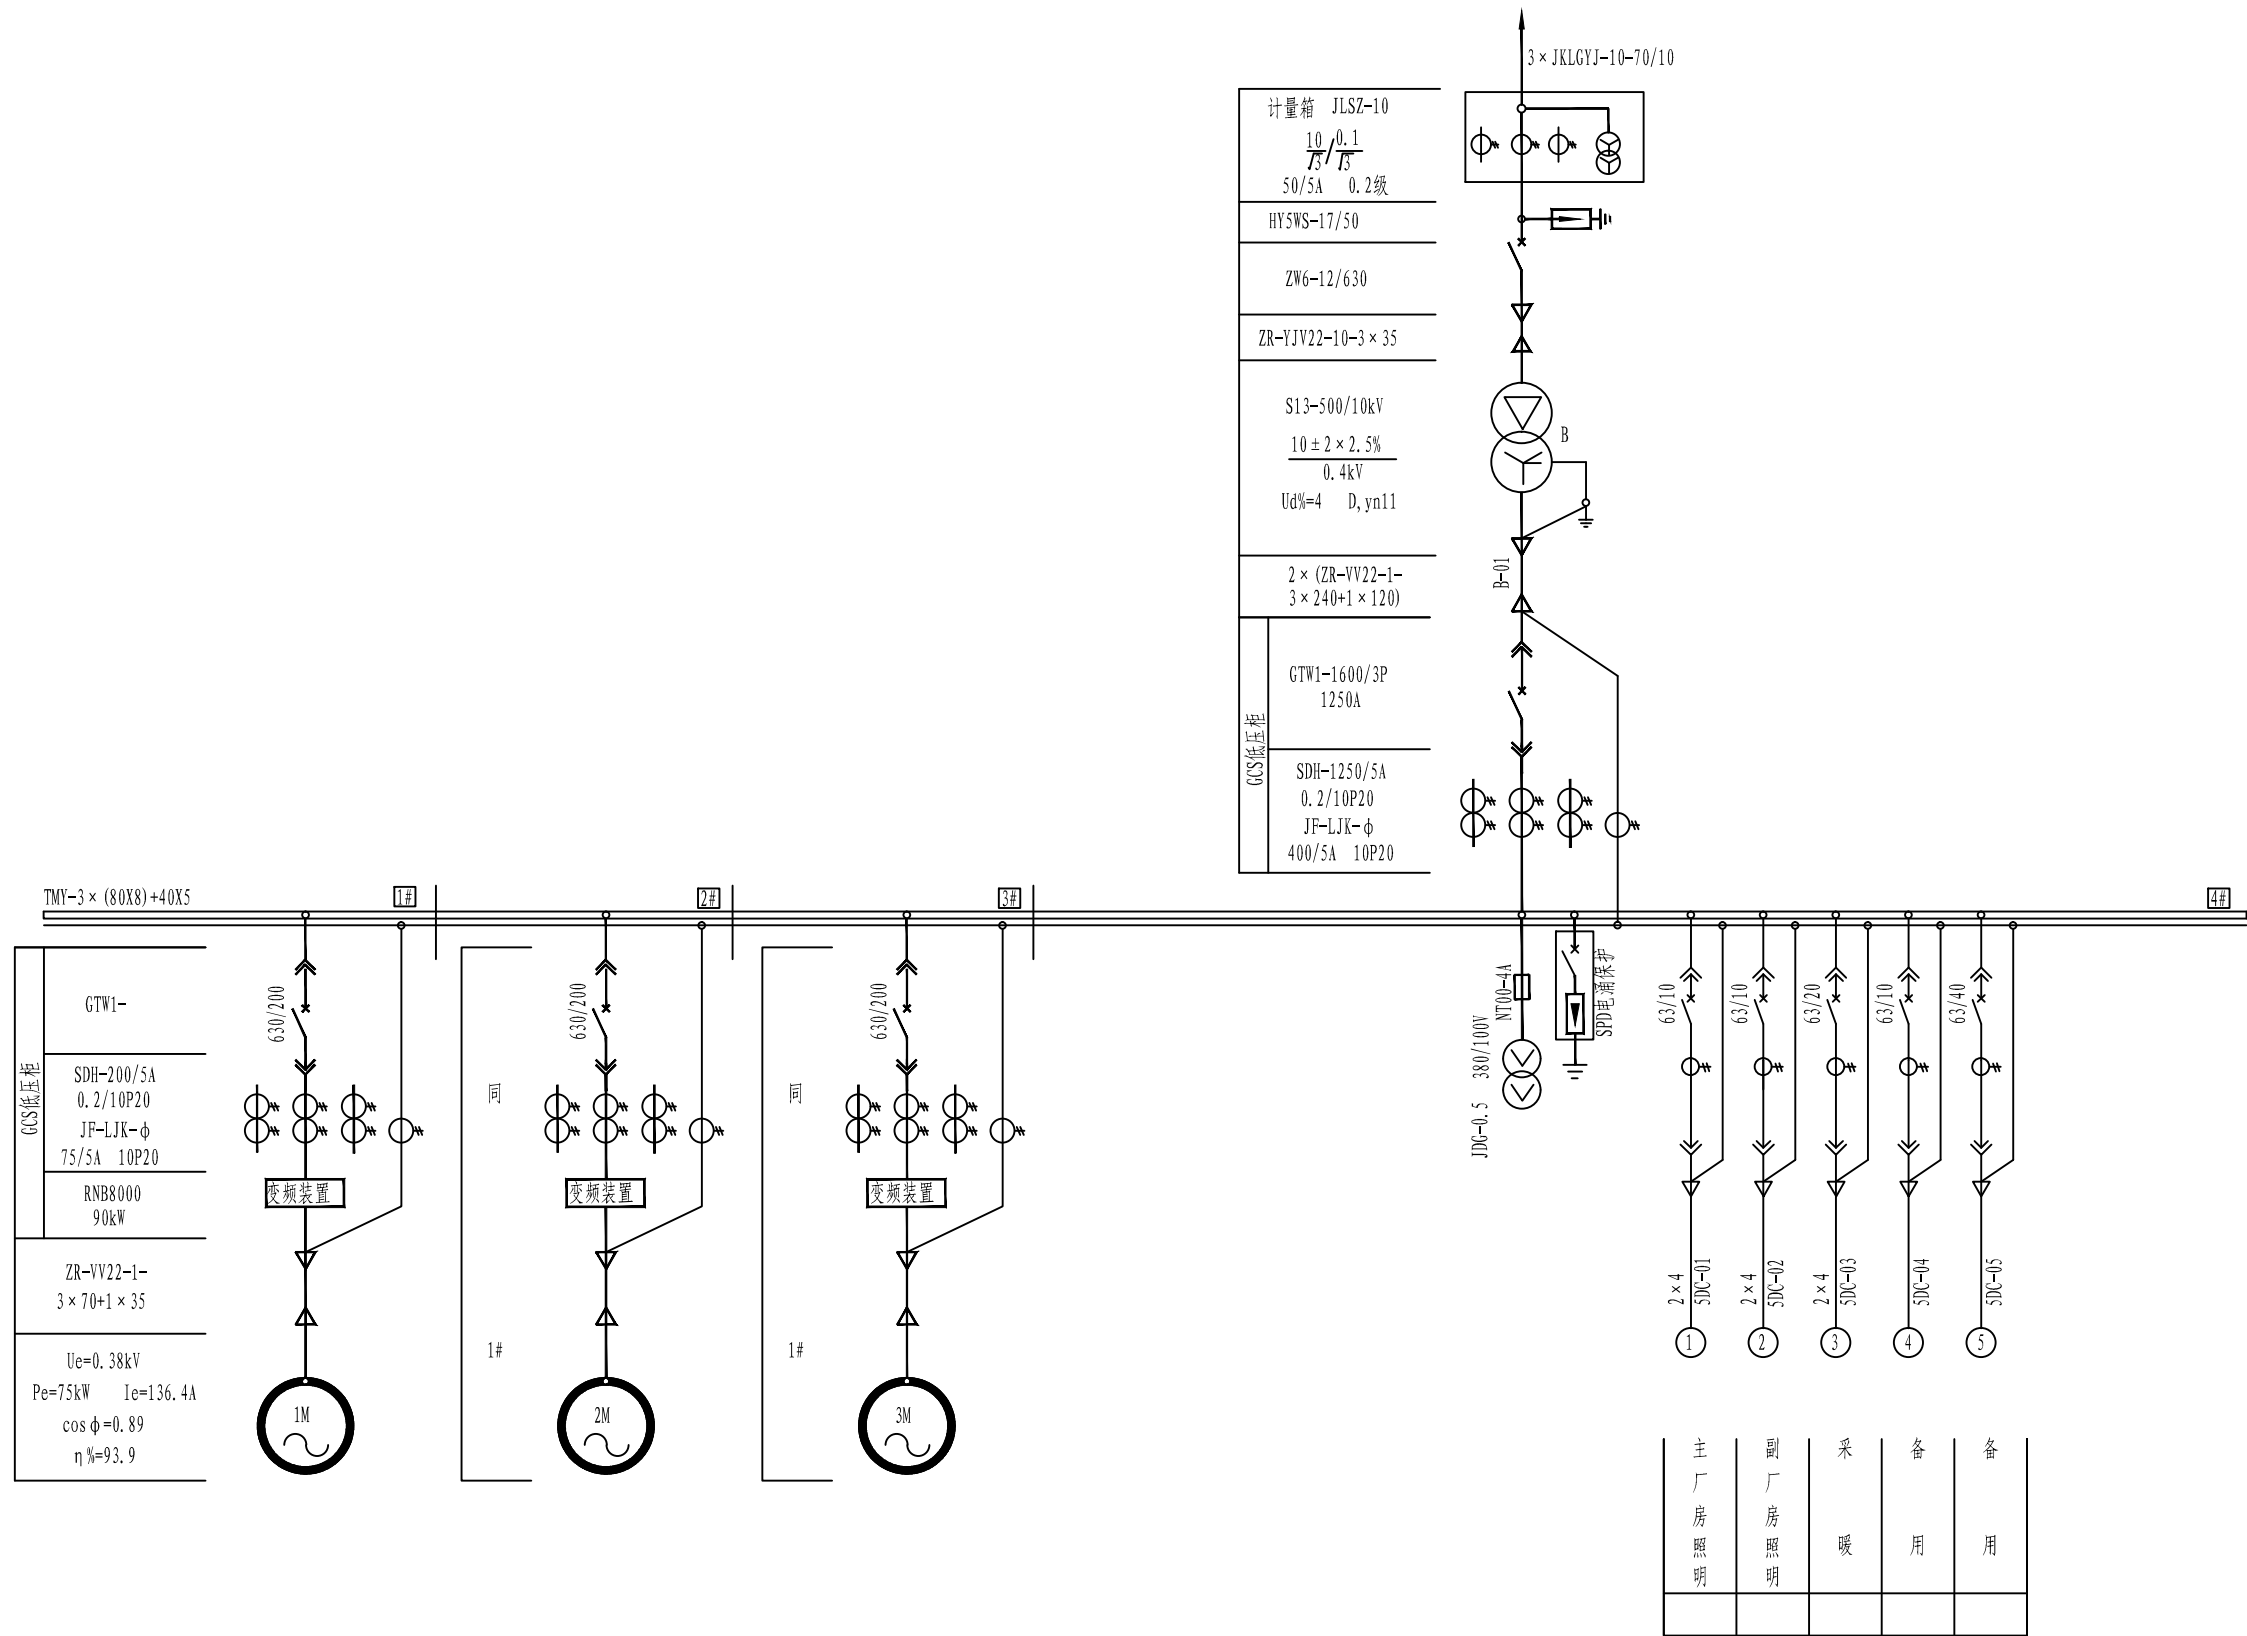 3×JKLGYJ-10-70/10
计量箱 JLSZ-10
10/√3 / 0.1/√3
50/5A 0.2级
HY5WS-17/50
ZW6-12/630
ZR-YJV22-10-3×35
S13-500/10kV
10±2×2.5%
0.4kV
Ud%=4 D,yn11
B
2×(ZR-VV22-1-
3×240+1×120)
B-01
GCS低压柜
GTW1-1600/3P
1250A
SDH-1250/5A
0.2/10P20
JF-LJK-ϕ
400/5A 10P20
TMY-3×(80X8)+40X5
1#
2#
3#
4#
GCS低压柜
GTW1-
SDH-200/5A
0.2/10P20
JF-LJK-ϕ
75/5A 10P20
RNB8000
90kW
ZR-VV22-1-
3×70+1×35
Ue=0.38kV
Pe=75kW Ie=136.4A
cosϕ=0.89
η%=93.9
630/200
变频装置
1M
同
1#
630/200
变频装置
2M
同
1#
630/200
变频装置
3M
JDG-0.5 380/100V
NT00-4A
SPD电涌保护
63/10
63/10
63/20
63/10
63/40
2×4
5DC-01
2×4
5DC-02
2×4
5DC-03
5DC-04
5DC-05
1
2
3
4
5
主厂房照明
副厂房照明
采暖
备用
备用